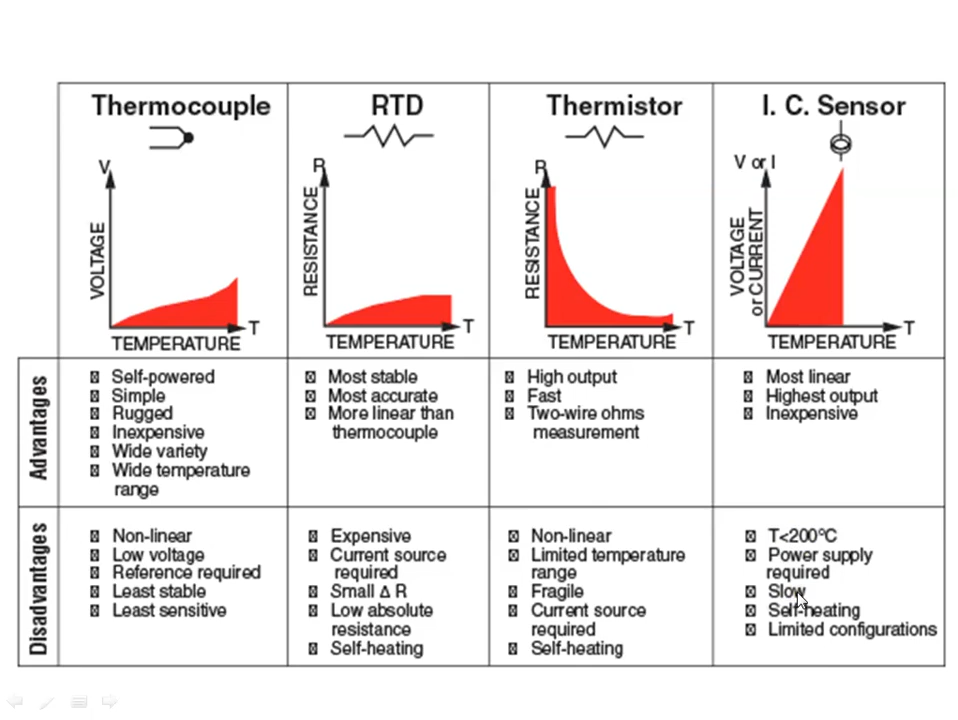 Thermocouple
RTD
Thermistor
I. C. Sensor
V
VOLTAGE
T
TEMPERATURE
R
RESISTANCE
T
TEMPERATURE
R
RESISTANCE
T
TEMPERATURE
V or I
VOLTAGE
or CURRENT
T
TEMPERATURE
Advantages
Self-powered
Simple
Rugged
Inexpensive
Wide variety
Wide temperature
range
Most stable
Most accurate
More linear than
thermocouple
High output
Fast
Two-wire ohms
measurement
Most linear
Highest output
Inexpensive
Disadvantages
Non-linear
Low voltage
Reference required
Least stable
Least sensitive
Expensive
Current source
required
Small Δ R
Low absolute
resistance
Self-heating
Non-linear
Limited temperature
range
Fragile
Current source
required
Self-heating
T<200°C
Power supply
required
Slow
Self-heating
Limited configurations